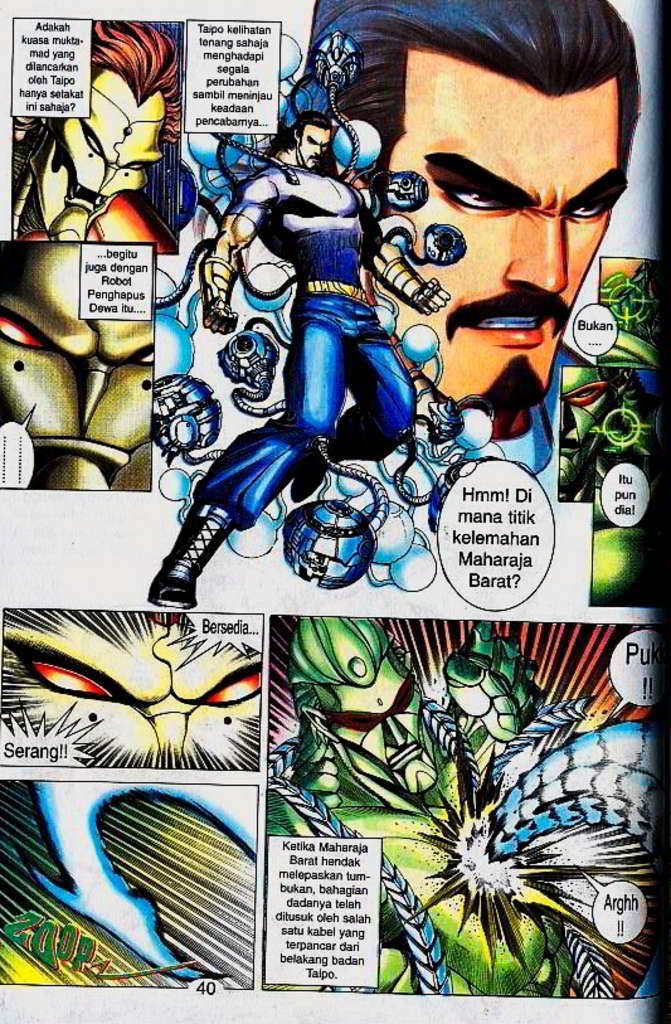 Adakah
kuasa mukta-
mad yang
dilancarkan
oleh Taipo
hanya setakat
ini sahaja?
Taipo kelihatan
tenang sahaja
menghadapi
segala
perubahan
sambil meninjau
keadaan
pencabarnya...
...begitu
juga dengan
Robot
Penghapus
Dewa itu....
Bukan
....
Itu
pun
dia!
Hmm! Di
mana titik
kelemahan
Maharaja
Barat?
Bersedia...
Serang!!
Puk
!!
ZOOP
Ketika Maharaja
Barat hendak
melepaskan tum-
bukan, bahagian
dadanya telah
ditusuk oleh salah
satu kabel yang
terpancar dari
belakang badan
Taipo.
Arghh
!!
40